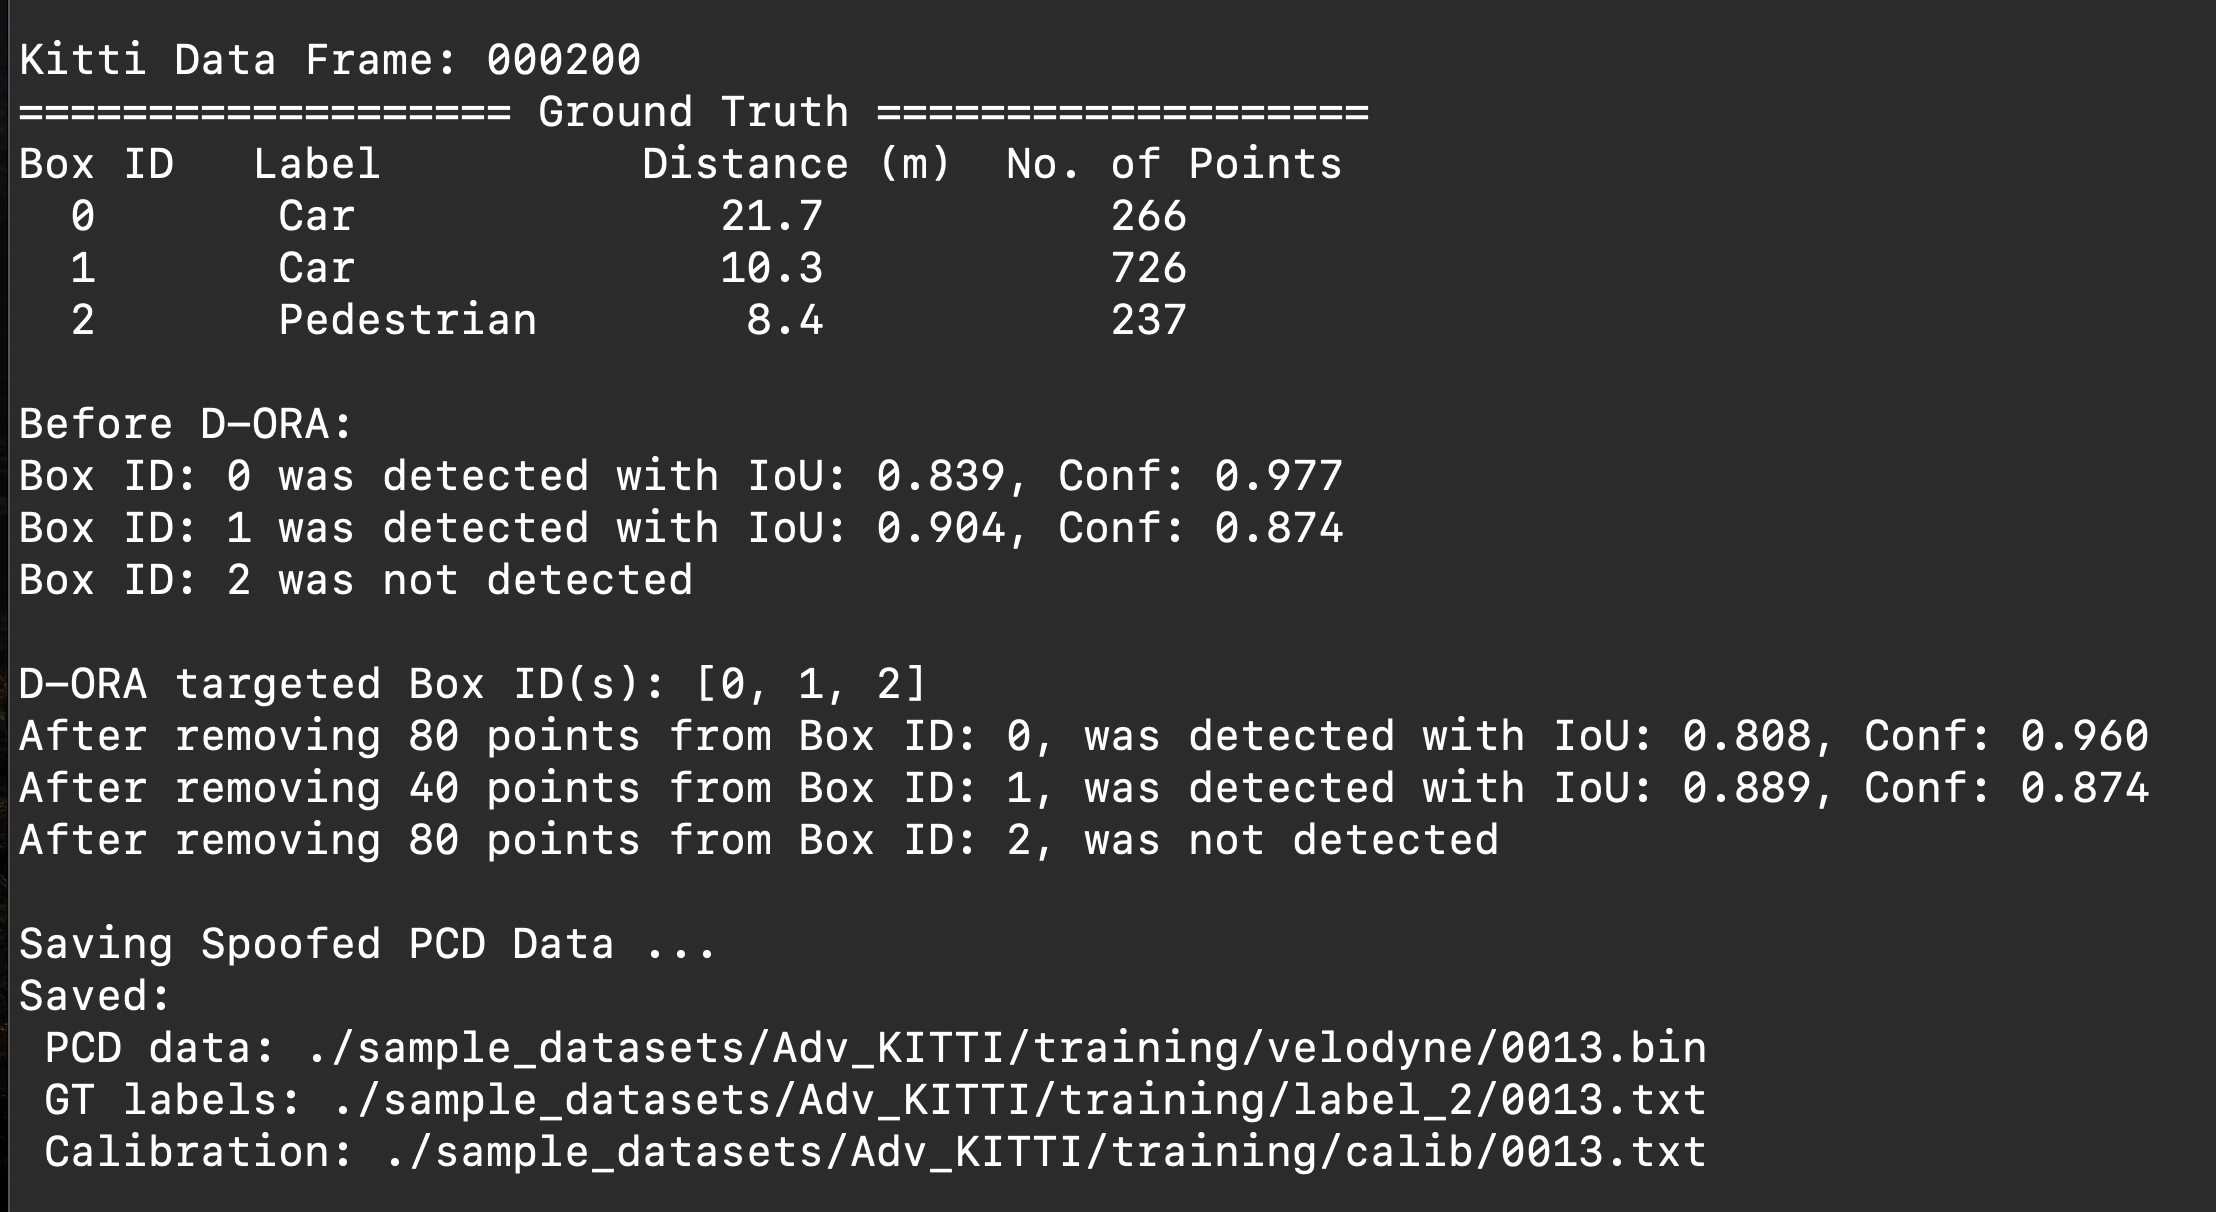 Kitti Data Frame: 000200
=================== Ground Truth ===================
Box ID   Label          Distance (m)  No. of Points
  0       Car              21.7           266
  1       Car              10.3           726
  2       Pedestrian        8.4           237
Before D-ORA:
Box ID: 0 was detected with IoU: 0.839, Conf: 0.977
Box ID: 1 was detected with IoU: 0.904, Conf: 0.874
Box ID: 2 was not detected
D-ORA targeted Box ID(s): [0, 1, 2]
After removing 80 points from Box ID: 0, was detected with IoU: 0.808, Conf: 0.960
After removing 40 points from Box ID: 1, was detected with IoU: 0.889, Conf: 0.874
After removing 80 points from Box ID: 2, was not detected
Saving Spoofed PCD Data ...
Saved:
 PCD data: ./sample_datasets/Adv_KITTI/training/velodyne/0013.bin
 GT labels: ./sample_datasets/Adv_KITTI/training/label_2/0013.txt
 Calibration: ./sample_datasets/Adv_KITTI/training/calib/0013.txt